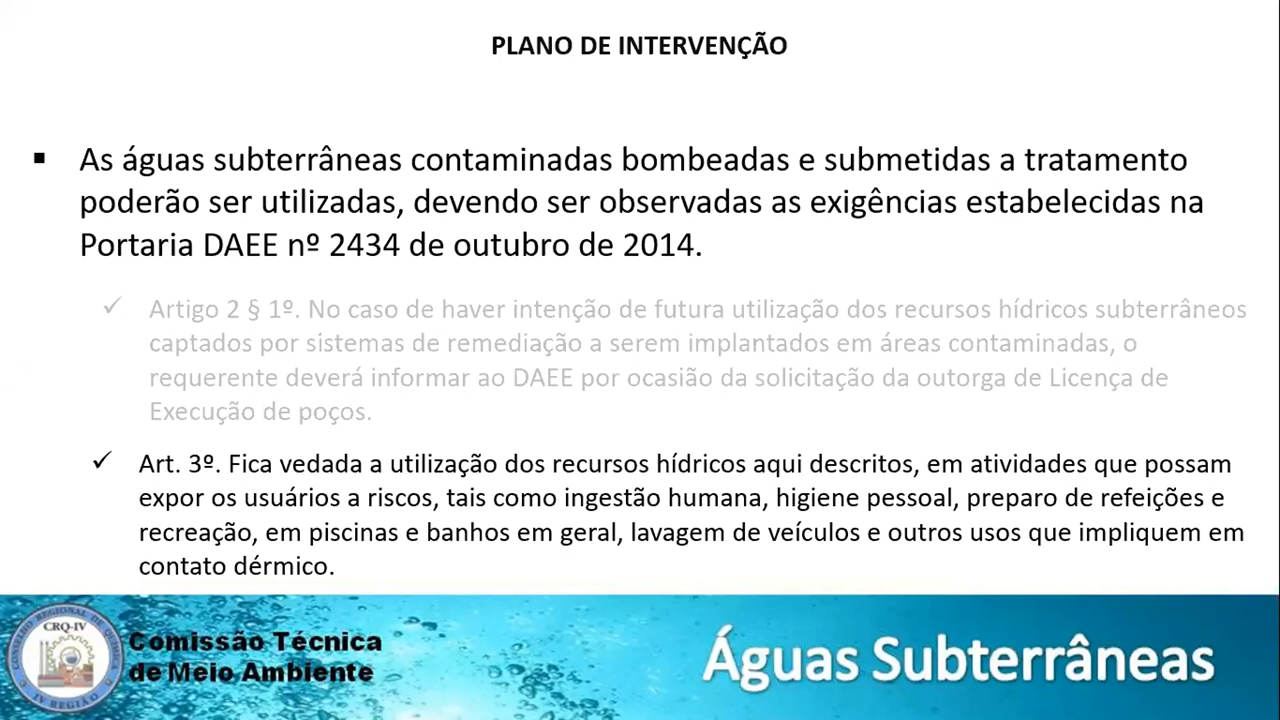 PLANO DE INTERVENÇÃO
▪ As águas subterrâneas contaminadas bombeadas e submetidas a tratamento
poderão ser utilizadas, devendo ser observadas as exigências estabelecidas na
Portaria DAEE nº 2434 de outubro de 2014.
✓ Artigo 2 § 1º. No caso de haver intenção de futura utilização dos recursos hídricos subterrâneos
captados por sistemas de remediação a serem implantados em áreas contaminadas, o
requerente deverá informar ao DAEE por ocasião da solicitação da outorga de Licença de
Execução de poços.
✓ Art. 3º. Fica vedada a utilização dos recursos hídricos aqui descritos, em atividades que possam
expor os usuários a riscos, tais como ingestão humana, higiene pessoal, preparo de refeições e
recreação, em piscinas e banhos em geral, lavagem de veículos e outros usos que impliquem em
contato dérmico.
CONSELHO REGIONAL DE QUÍMICA
CRQ-IV
IV REGIÃO
Comissão Técnica
de Meio Ambiente
Águas Subterrâneas